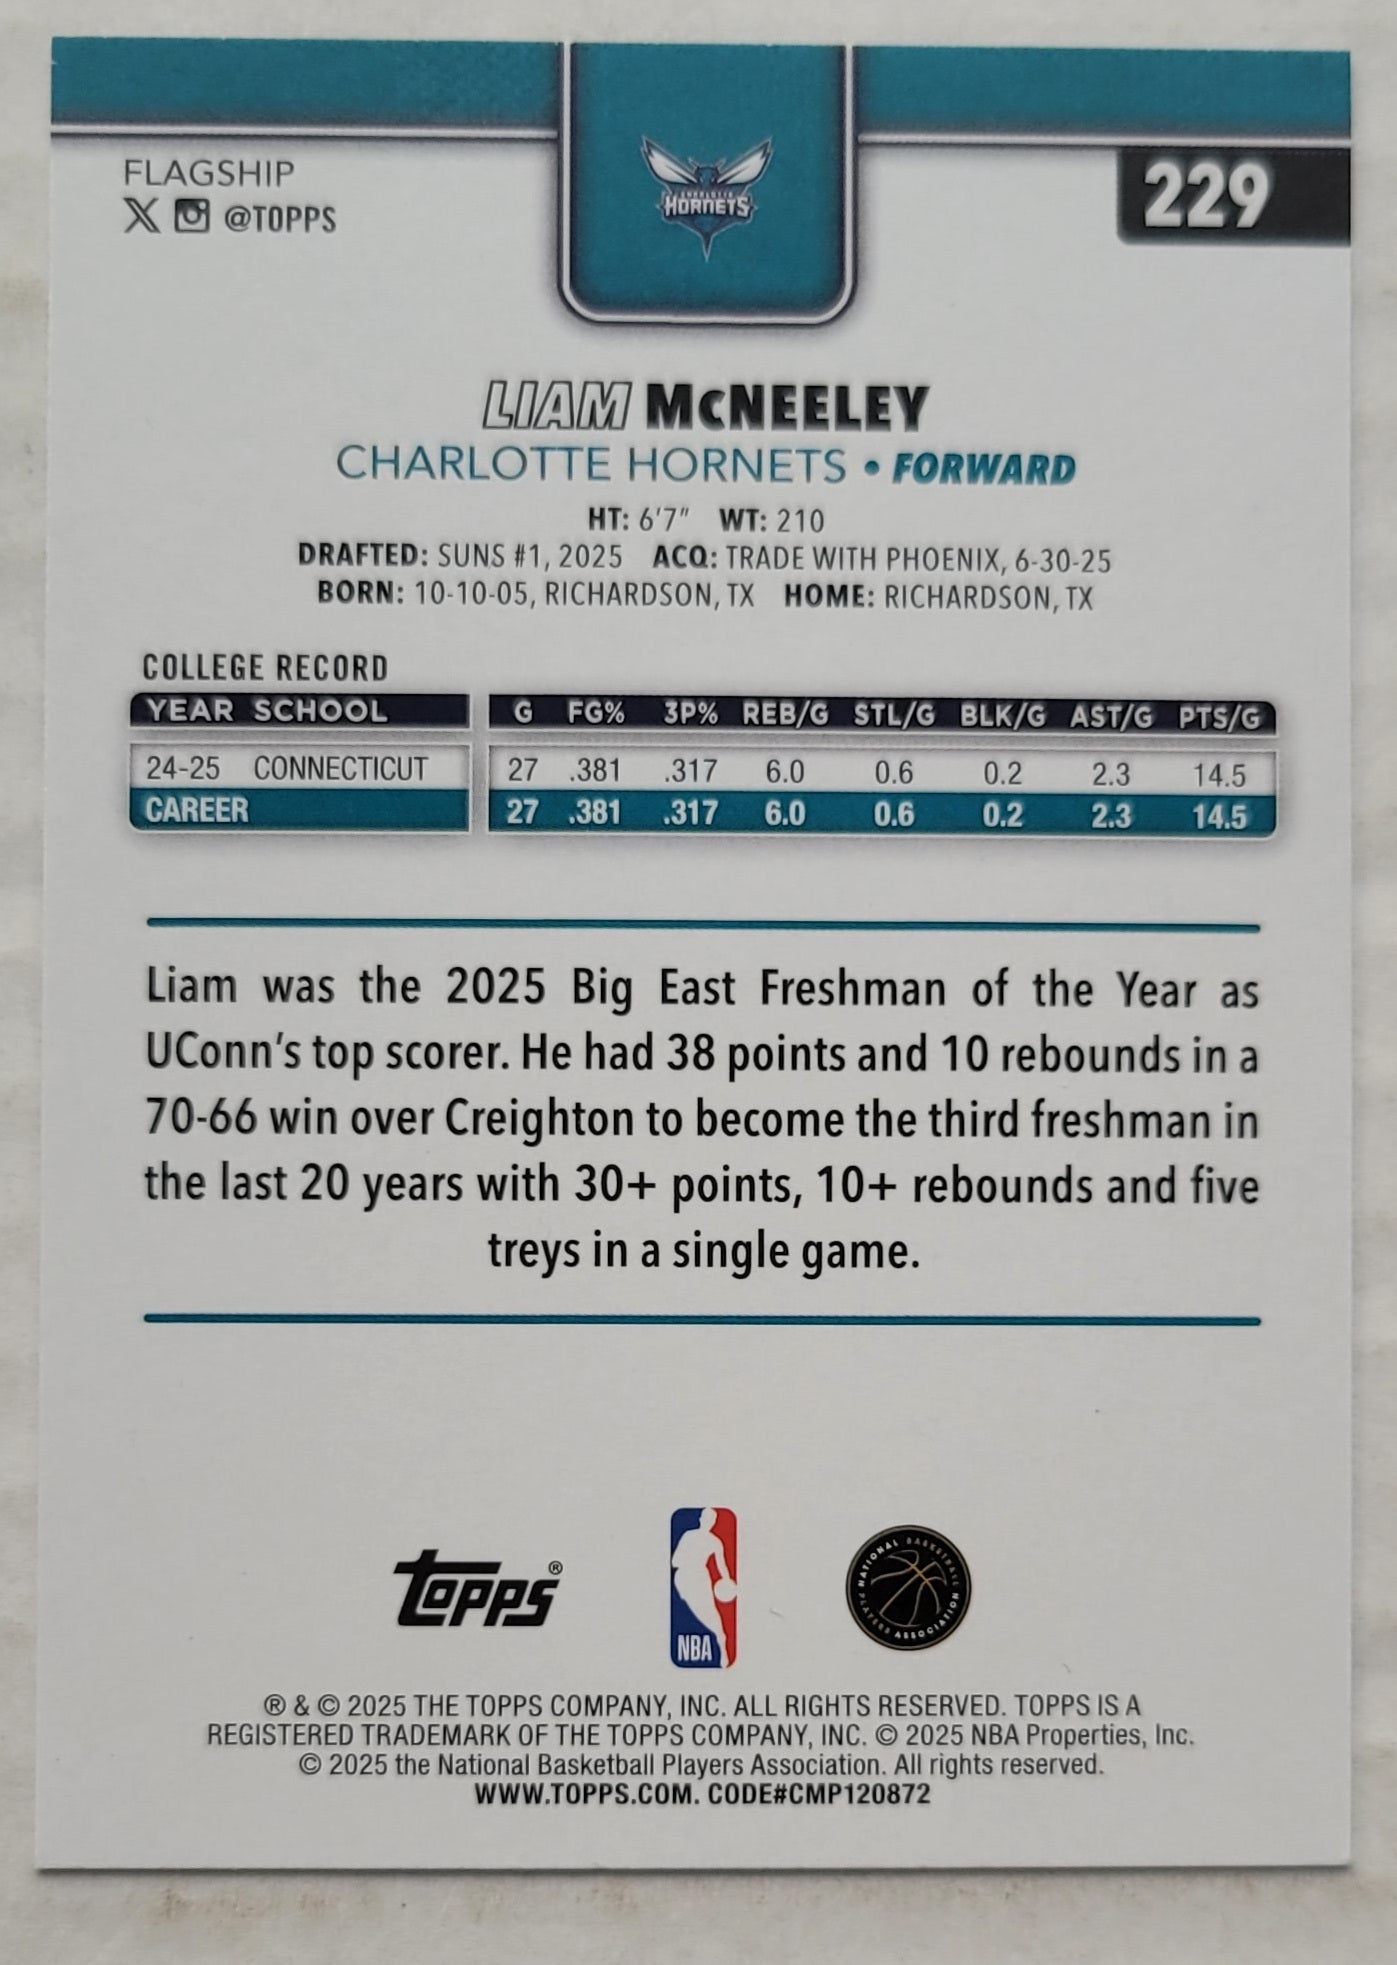 FLAGSHIP
@TOPPS
CHARLOTTE
HORNETS
229
LIAM McNEELEY
CHARLOTTE HORNETS • FORWARD
HT: 6'7" WT: 210
DRAFTED: SUNS #1, 2025 ACQ: TRADE WITH PHOENIX, 6-30-25
BORN: 10-10-05, RICHARDSON, TX HOME: RICHARDSON, TX
COLLEGE RECORD
YEAR SCHOOL G FG% 3P% REB/G STL/G BLK/G AST/G PTS/G
24-25 CONNECTICUT 27 .381 .317 6.0 0.6 0.2 2.3 14.5
CAREER 27 .381 .317 6.0 0.6 0.2 2.3 14.5
Liam was the 2025 Big East Freshman of the Year as
UConn's top scorer. He had 38 points and 10 rebounds in a
70-66 win over Creighton to become the third freshman in
the last 20 years with 30+ points, 10+ rebounds and five
treys in a single game.
Topps®
NBA
NATIONAL BASKETBALL PLAYERS ASSOCIATION
® & © 2025 THE TOPPS COMPANY, INC. ALL RIGHTS RESERVED. TOPPS IS A
REGISTERED TRADEMARK OF THE TOPPS COMPANY, INC. © 2025 NBA Properties, Inc.
© 2025 the National Basketball Players Association. All rights reserved.
WWW.TOPPS.COM. CODE#CMP120872